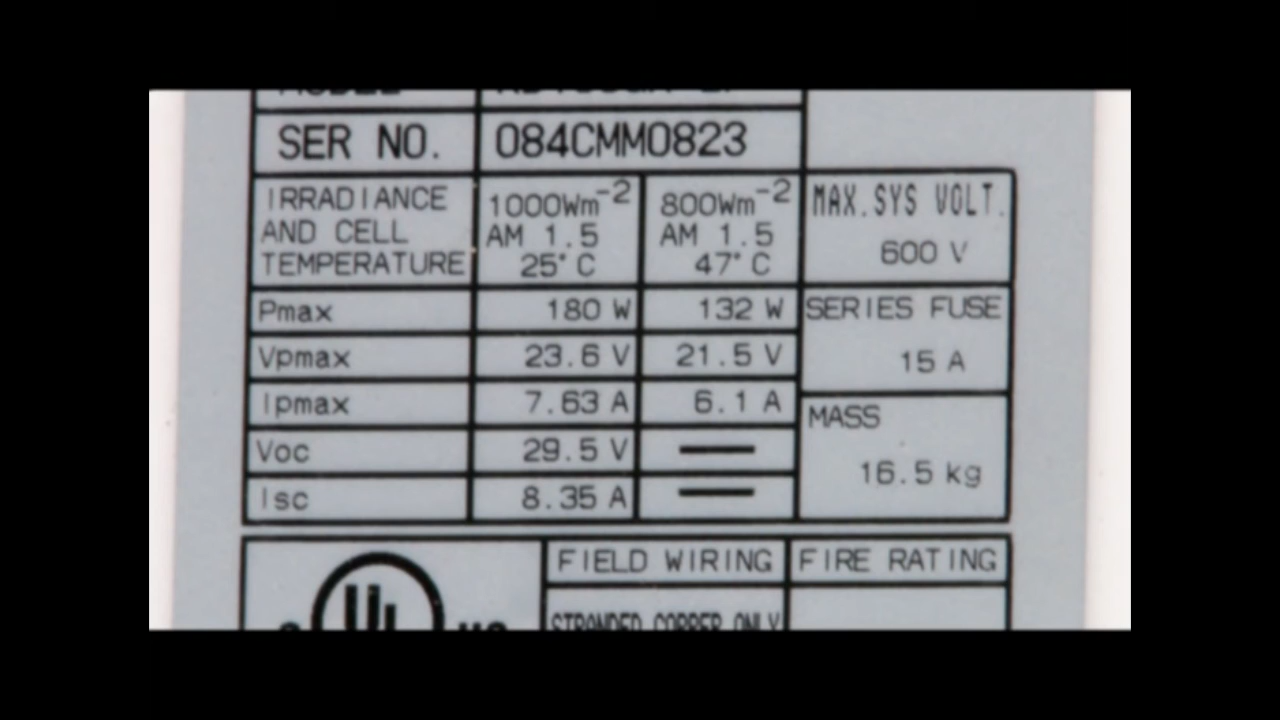 SER NO. 084CMM0823
IRRADIANCE AND CELL TEMPERATURE 1000Wm⁻² AM 1.5 25°C 800Wm⁻² AM 1.5 47°C
MAX.SYS VOLT.
600 V
Pmax 180 W 132 W
Vpmax 23.6 V 21.5 V
Ipmax 7.63 A 6.1 A
Voc 29.5 V —
Isc 8.35 A —
SERIES FUSE
15 A
MASS
16.5 kg
UL
FIELD WIRING FIRE RATING
STRANDED COPPER ONLY